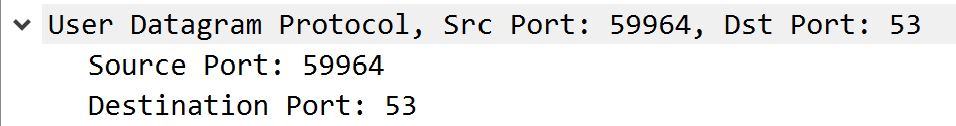 User Datagram Protocol, Src Port: 59964, Dst Port: 53
Source Port: 59964
Destination Port: 53